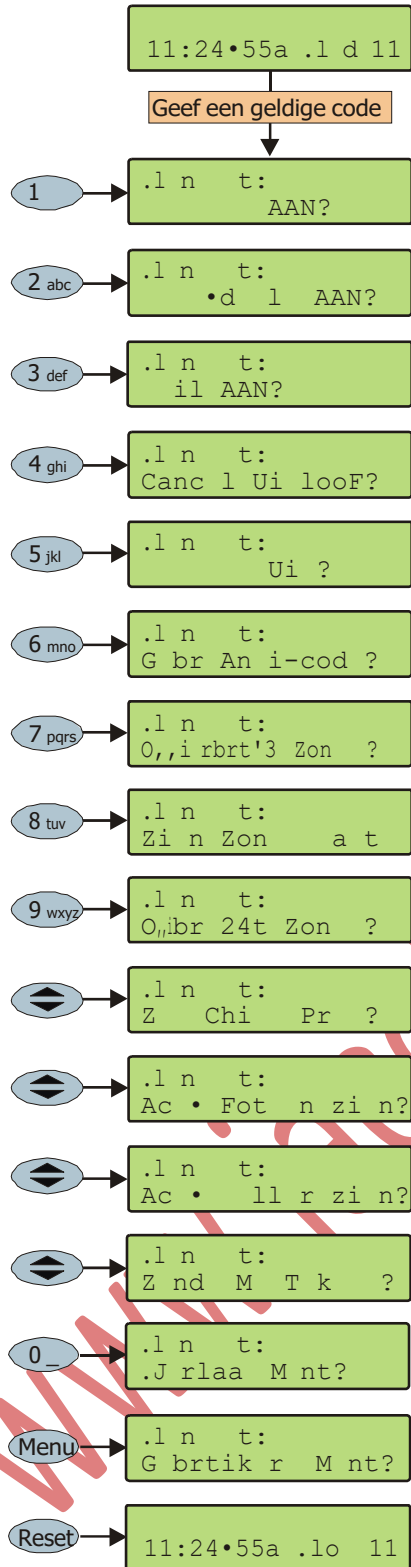 11:24•55a .l d 11
Geef een geldige code
1
.l n t:
AAN?
2 abc
.l n t:
•d l AAN?
3 def
.l n t:
il AAN?
4 ghi
.l n t:
Canc l Ui looF?
5 jkl
.l n t:
Ui ?
6 mno
.l n t:
G br An i-cod ?
7 pqrs
.l n t:
O,,i rbrt'3 Zon ?
8 tuv
.l n t:
Zi n Zon a t
9 wxyz
.l n t:
O,,ibr 24t Zon ?
.l n t:
Z Chi Pr ?
.l n t:
Ac • Fot n zi n?
.l n t:
Ac • ll r zi n?
.l n t:
Z nd M T k ?
0 _
.l n t:
.J rlaa M nt?
Menu
.l n t:
G brtik r M nt?
Reset
11:24•55a .lo 11